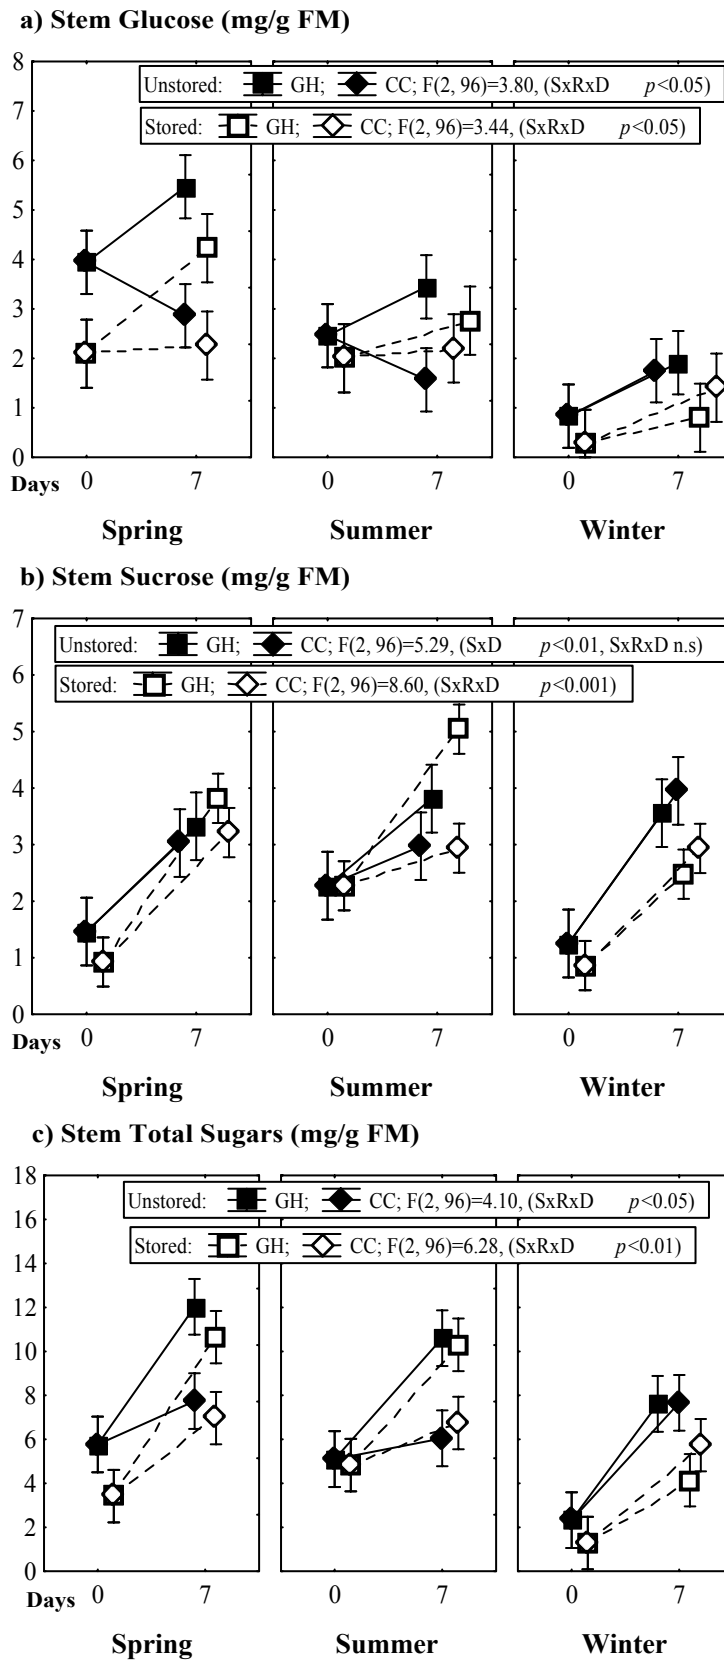 a) Stem Glucose (mg/g FM)
8
Unstored: GH; CC; F(2, 96)=3.80, (SxRxD p<0.05)
7
Stored: GH; CC; F(2, 96)=3.44, (SxRxD p<0.05)
6
5
4
3
2
1
0
Days 0 7 0 7 0 7
Spring Summer Winter
b) Stem Sucrose (mg/g FM)
7
Unstored: GH; CC; F(2, 96)=5.29, (SxD p<0.01, SxRxD n.s)
6
Stored: GH; CC; F(2, 96)=8.60, (SxRxD p<0.001)
5
4
3
2
1
0
Days 0 7 0 7 0 7
Spring Summer Winter
c) Stem Total Sugars (mg/g FM)
18
Unstored: GH; CC; F(2, 96)=4.10, (SxRxD p<0.05)
16
Stored: GH; CC; F(2, 96)=6.28, (SxRxD p<0.01)
14
12
10
8
6
4
2
0
Days 0 7 0 7 0 7
Spring Summer Winter